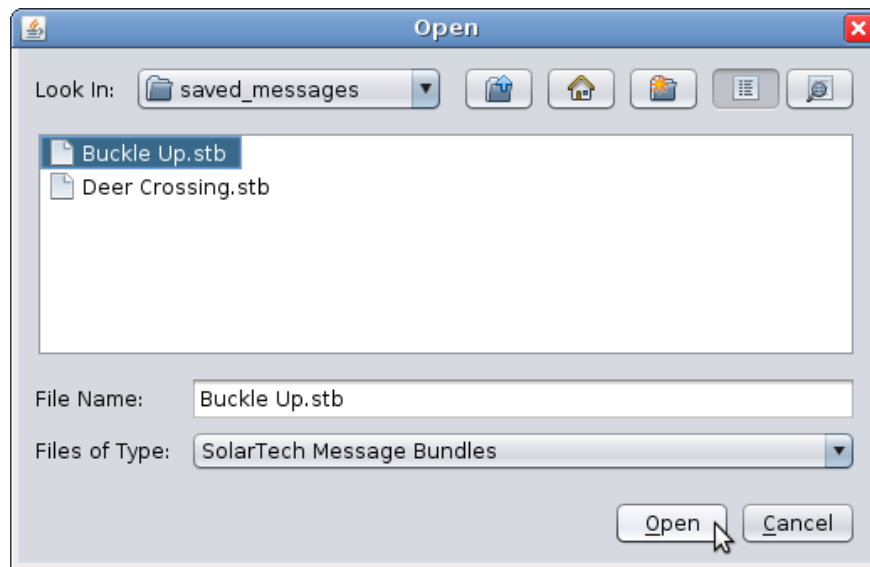 Open
Look In: saved_messages
Buckle Up.stb
Deer Crossing.stb
File Name: Buckle Up.stb
Files of Type: SolarTech Message Bundles
Open Cancel